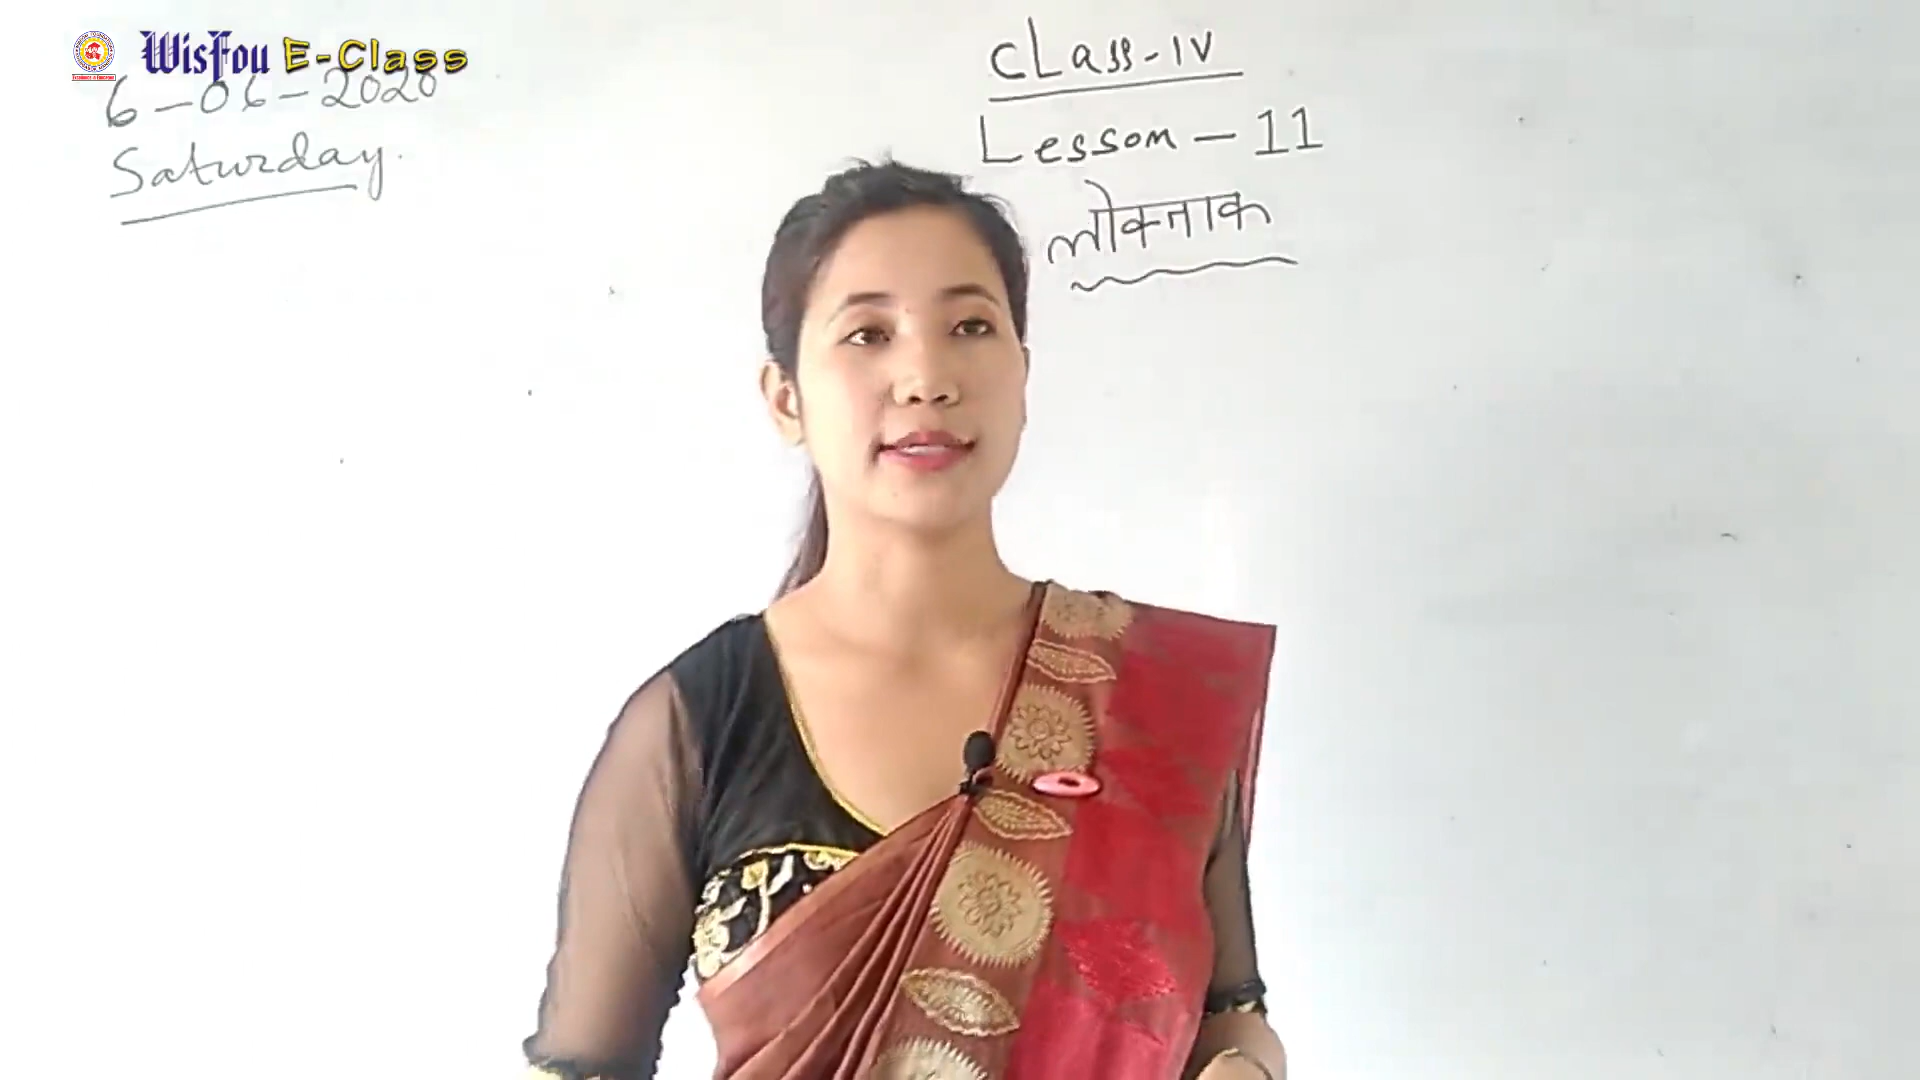 WisFou E-Class
6-06-2020
Saturday.
Class-IV
Lesson-11
लोकनाक